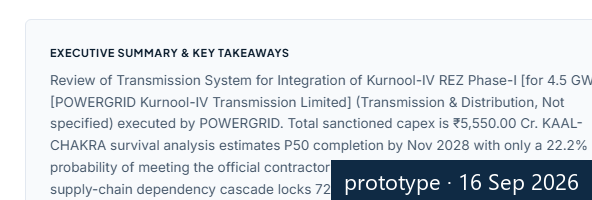 EXECUTIVE SUMMARY & KEY TAKEAWAYS
Review of Transmission System for Integration of Kurnool-IV REZ Phase-I [for 4.5 GW
[POWERGRID Kurnool-IV Transmission Limited] (Transmission & Distribution, Not
specified) executed by POWERGRID. Total sanctioned capex is ₹5,550.00 Cr. KAAL-
CHAKRA survival analysis estimates P50 completion by Nov 2028 with only a 22.2%
probability of meeting the official contractor
supply-chain dependency cascade locks 72
prototype · 16 Sep 2026